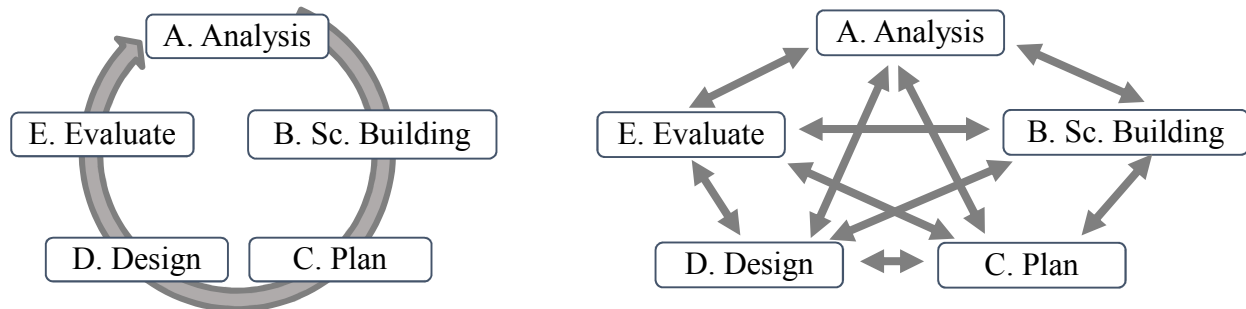 A. Analysis
E. Evaluate
B. Sc. Building
D. Design
C. Plan
A. Analysis
E. Evaluate
B. Sc. Building
D. Design
C. Plan